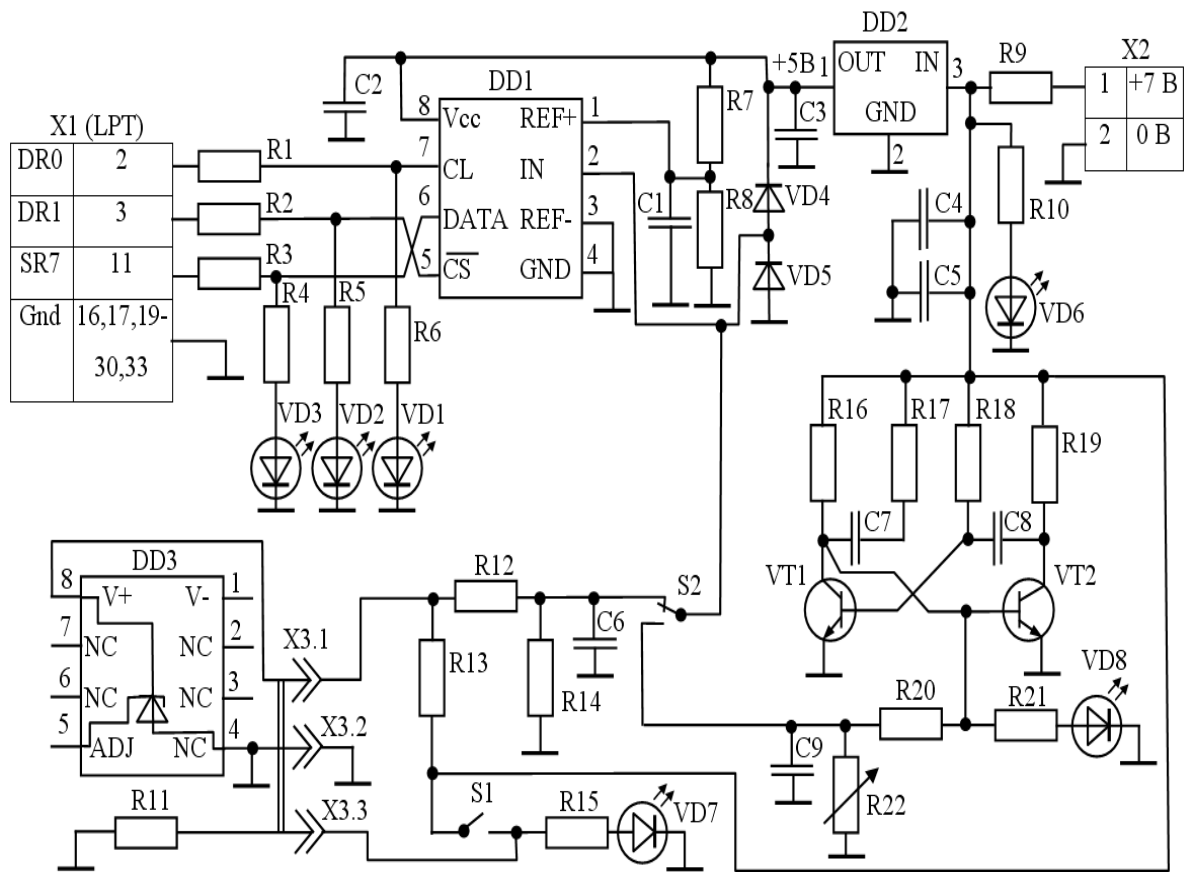 X1 (LPT)
DR0 2
DR1 3
SR7 11
Gnd 16,17,19-
30,33
R1
R2
R3
R4
R5
R6
VD3
VD2
VD1
C2
DD1
8 Vcc REF+ 1
7 CL IN 2
6 DATA REF- 3
5 CS GND 4
C1
R7
R8
+5В
C3
VD4
VD5
DD2
1 OUT IN 3
GND
2
R9
X2
1 +7 В
2 0 В
C4
C5
R10
VD6
R16
R17
R18
R19
C7
C8
VT1
VT2
DD3
8 V+ V- 1
7 NC NC 2
6 NC NC 3
5 ADJ NC 4
R11
X3.1
X3.2
X3.3
R12
R13
R14
C6
S2
S1
R15
VD7
C9
R20
R21
R22
VD8